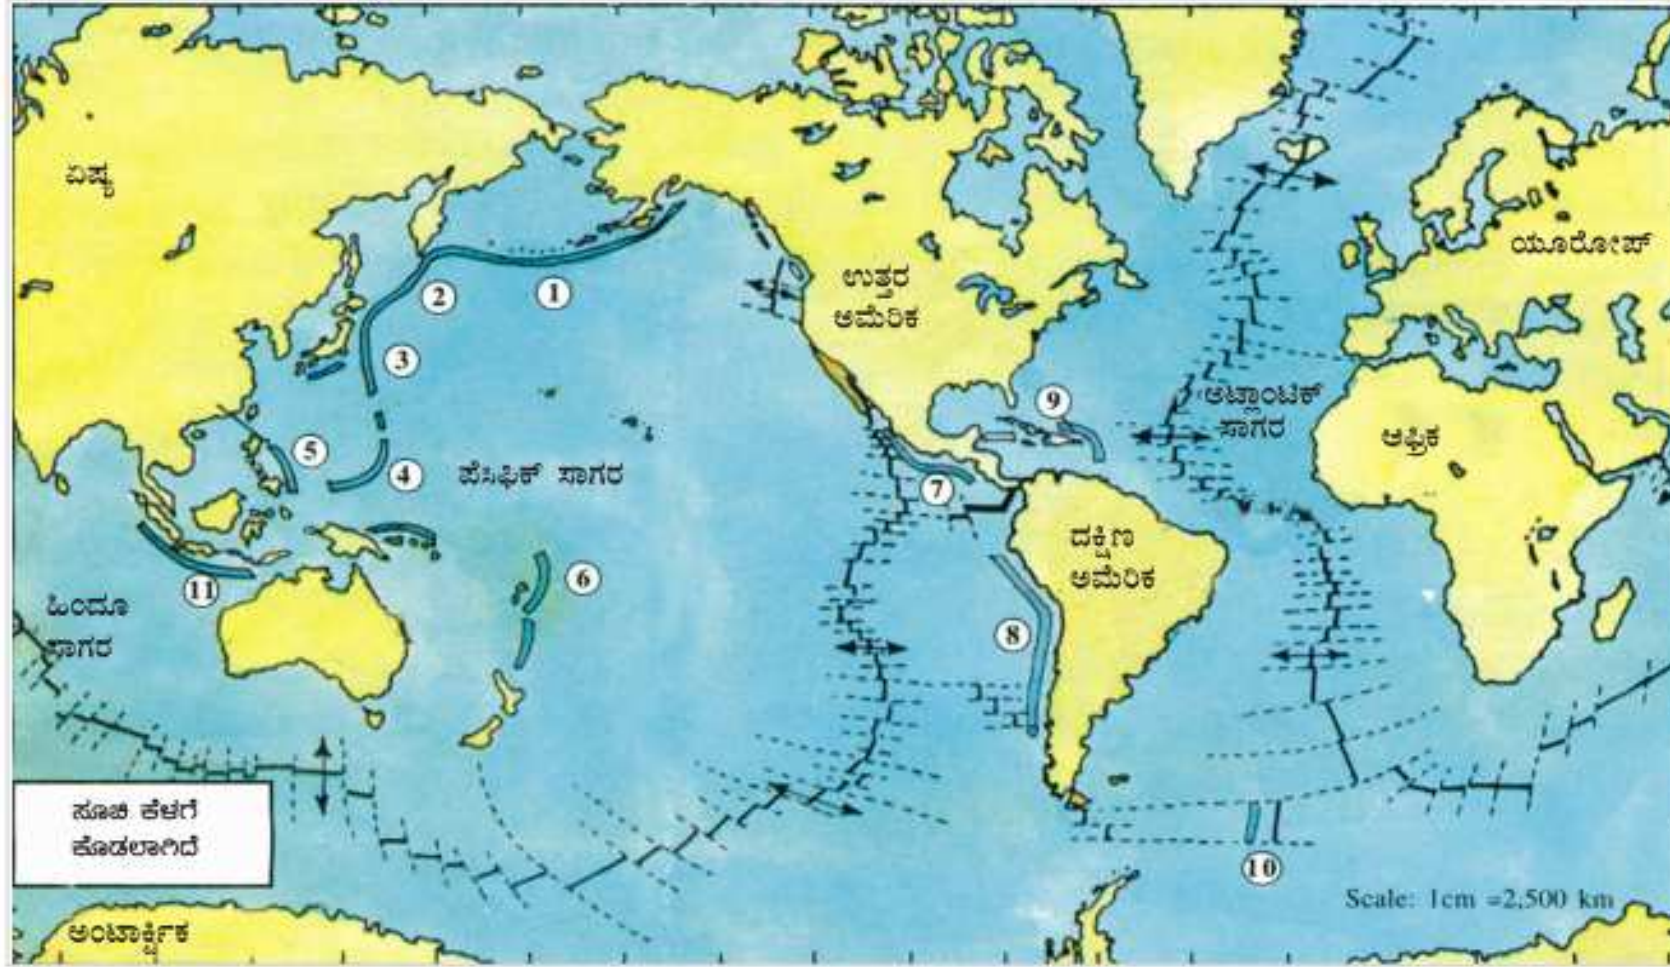 ಏಷ್ಯ
ಯೂರೋಪ್
ಉತ್ತರ
ಅಮೆರಿಕ
2
1
3
ಅಟ್ಲಾಂಟಿಕ್
ಸಾಗರ
9
ಆಫ್ರಿಕ
5
4
ಪೆಸಿಫಿಕ್ ಸಾಗರ
7
ದಕ್ಷಿಣ
ಅಮೆರಿಕ
6
11
ಹಿಂದೂ
ಸಾಗರ
8
ಸೂಚಿ ಕೆಳಗೆ
ಕೊಡಲಾಗಿದೆ
10
Scale: 1cm =2,500 km
ಅಂಟಾರ್ಕ್ಟಿಕ